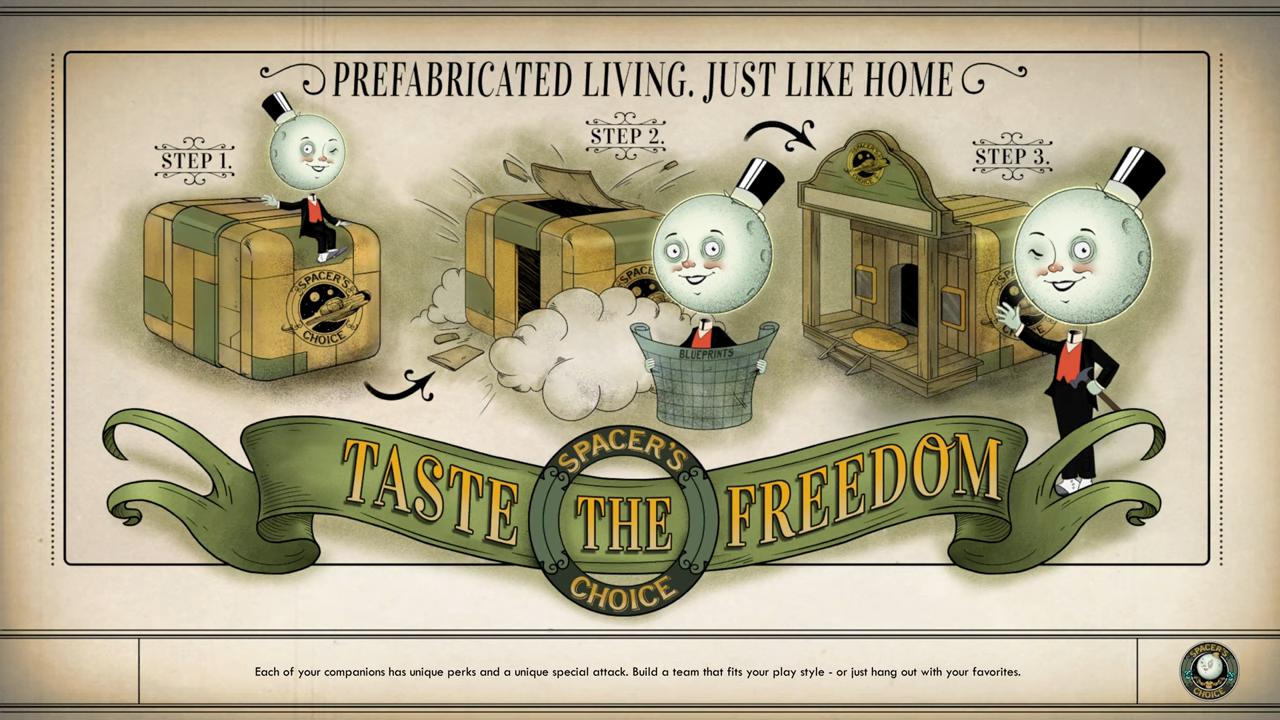 PREFABRICATED LIVING. JUST LIKE HOME
STEP 1.
STEP 2.
STEP 3.
SPACER'S
CHOICE
SPACER'S
SPACER'S
SPACER'S
BLUEPRINTS
TASTE THE FREEDOM
SPACER'S
CHOICE
Each of your companions has unique perks and a unique special attack. Build a team that fits your play style - or just hang out with your favorites.
SPACER'S
CHOICE